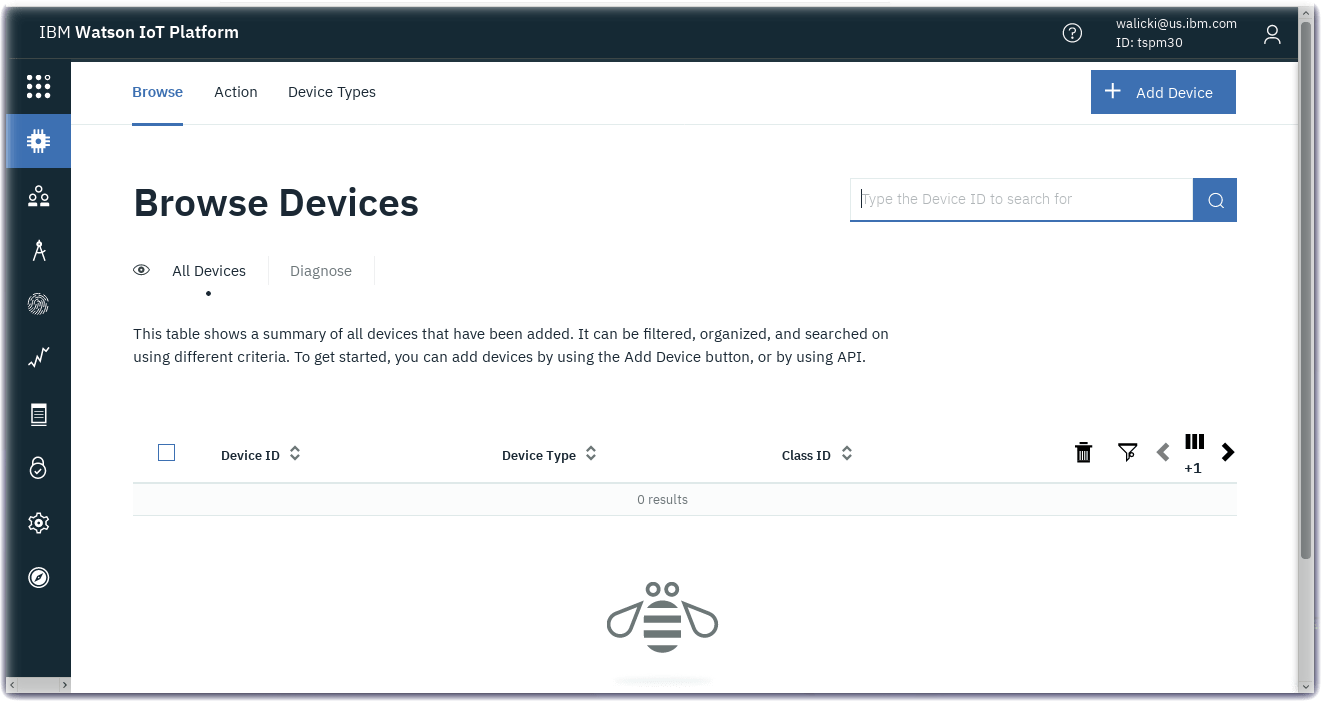 IBM Watson IoT Platform
walicki@us.ibm.com
ID: tspm30
Browse
Action
Device Types
Add Device
Browse Devices
Type the Device ID to search for
All Devices
Diagnose
This table shows a summary of all devices that have been added. It can be filtered, organized, and searched on
using different criteria. To get started, you can add devices by using the Add Device button, or by using API.
Device ID
Device Type
Class ID
+1
0 results